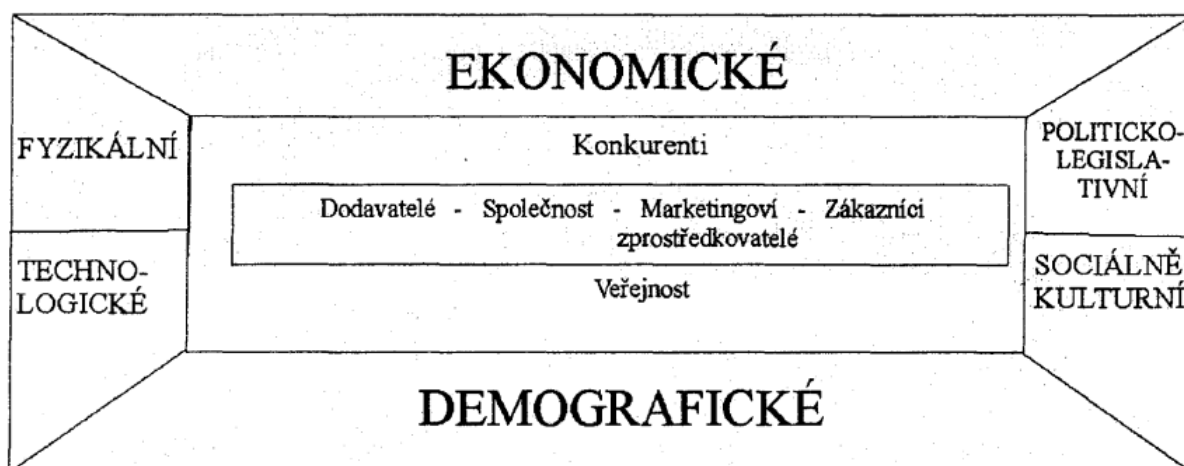 EKONOMICKÉ
FYZIKÁLNÍ
Konkurenti
POLITICKO-
LEGISLA-
TIVNÍ
Dodavatelé - Společnost - Marketingoví - Zákazníci
zprostředkovatelé
TECHNO-
LOGICKÉ
Veřejnost
SOCIÁLNĚ
KULTURNÍ
DEMOGRAFICKÉ